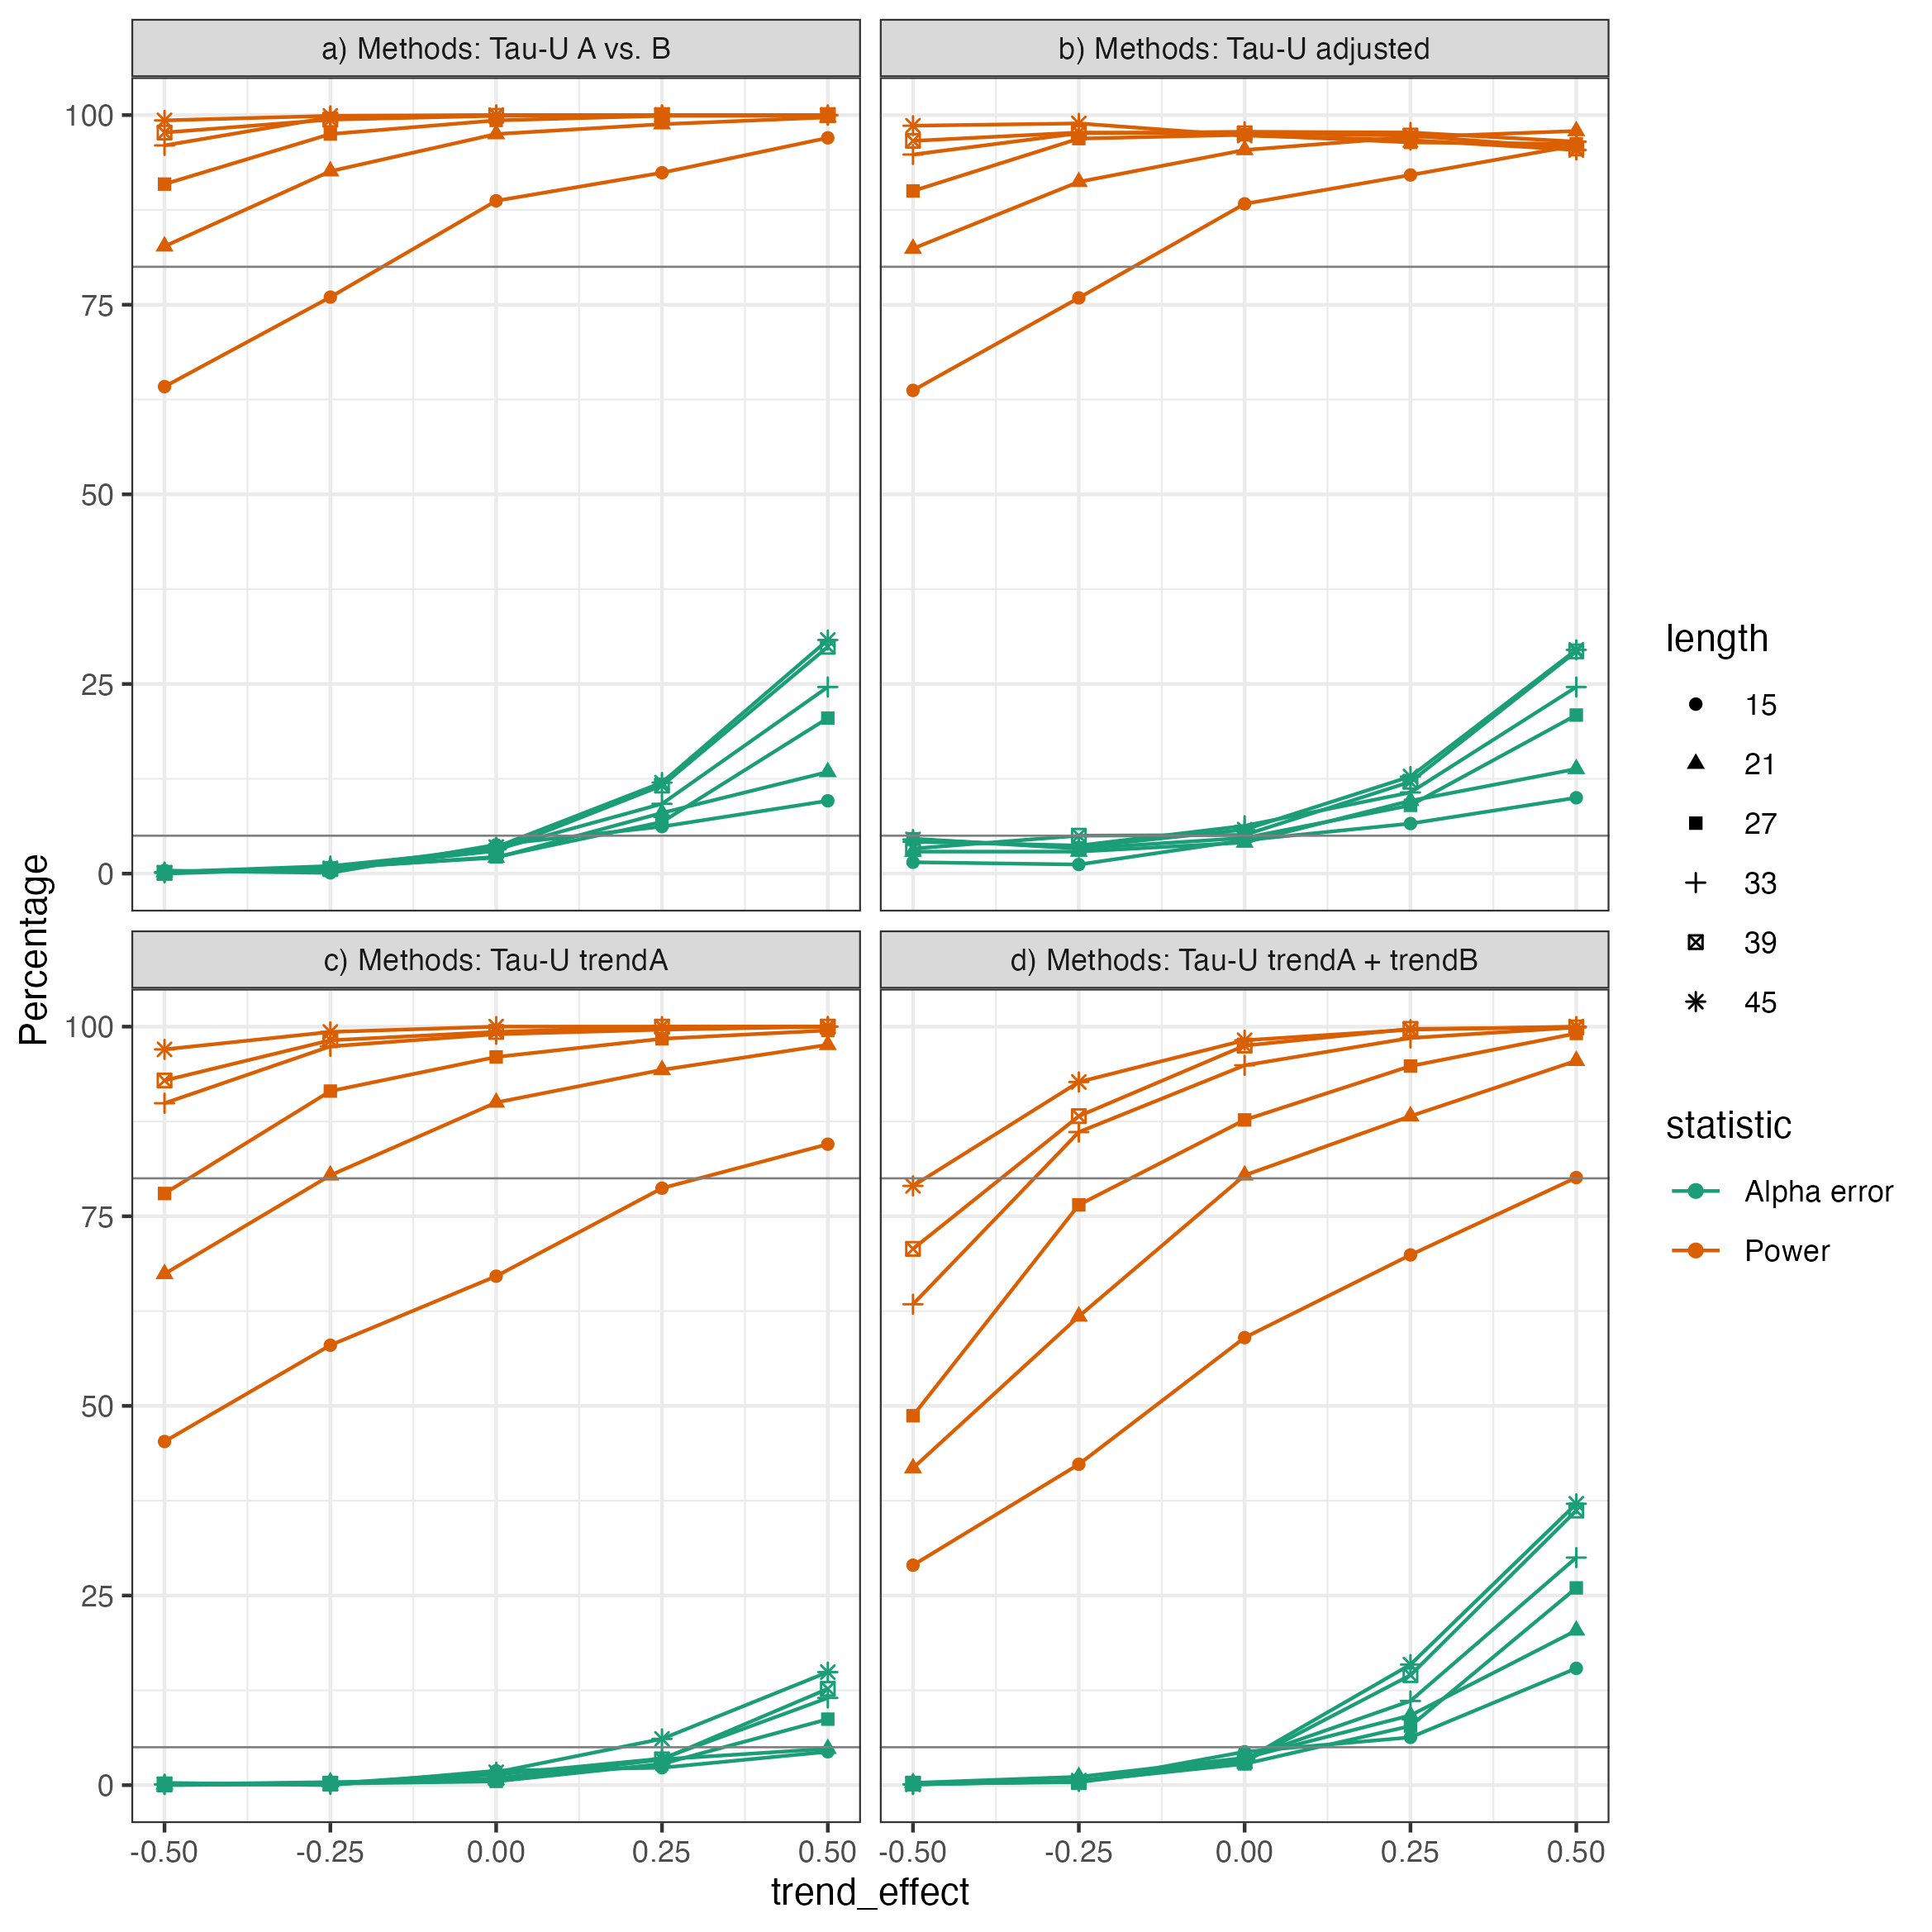 a) Methods: Tau-U A vs. B
b) Methods: Tau-U adjusted
100
75
50
25
0
c) Methods: Tau-U trendA
d) Methods: Tau-U trendA + trendB
100
75
50
25
0
-0.50 -0.25 0.00 0.25 0.50
-0.50 -0.25 0.00 0.25 0.50
trend_effect
Percentage
length
15
21
27
33
39
45
statistic
Alpha error
Power